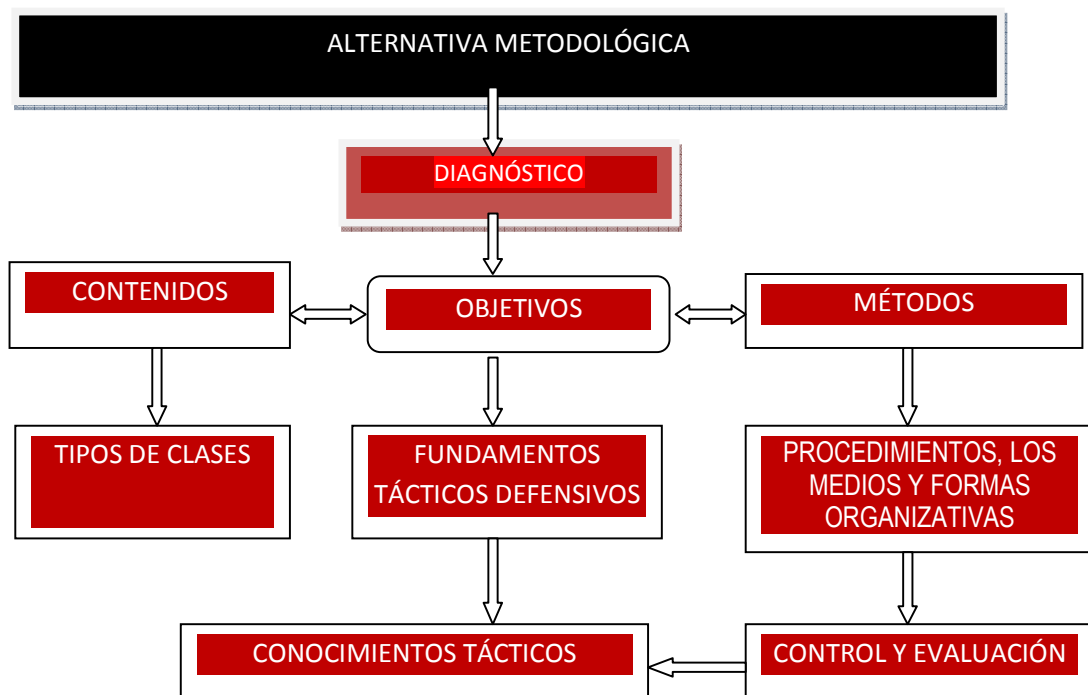 ALTERNATIVA METODOLÓGICA
DIAGNÓSTICO
CONTENIDOS
OBJETIVOS
MÉTODOS
TIPOS DE CLASES
FUNDAMENTOS
TÁCTICOS DEFENSIVOS
PROCEDIMIENTOS, LOS
MEDIOS Y FORMAS
ORGANIZATIVAS
CONOCIMIENTOS TÁCTICOS
CONTROL Y EVALUACIÓN